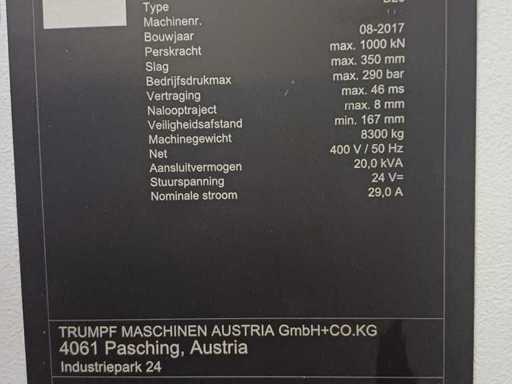 Type
Machinenr.
Bouwjaar 08-2017
Perskracht max. 1000 kN
Slag max. 350 mm
Bedrijfsdrukmax max. 290 bar
Vertraging max. 46 ms
Nalooptraject max. 8 mm
Veiligheidsafstand min. 167 mm
Machinegewicht 8300 kg
Net 400 V / 50 Hz
Aansluitvermogen 20,0 kVA
Stuurspanning 24 V=
Nominale stroom 29,0 A
TRUMPF MASCHINEN AUSTRIA GmbH+CO.KG
4061 Pasching, Austria
Industriepark 24